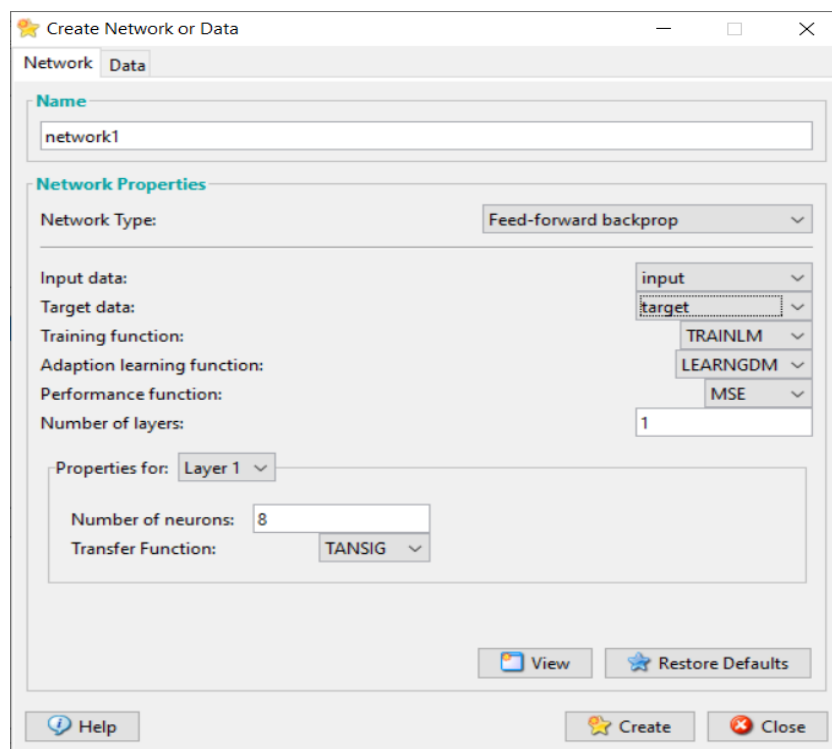 Create Network or Data
Network Data
Name
network1
Network Properties
Network Type: Feed-forward backprop
Input data: input
Target data: target
Training function: TRAINLM
Adaption learning function: LEARNGDM
Performance function: MSE
Number of layers: 1
Properties for: Layer 1
Number of neurons: 8
Transfer Function: TANSIG
View Restore Defaults
Help Create Close